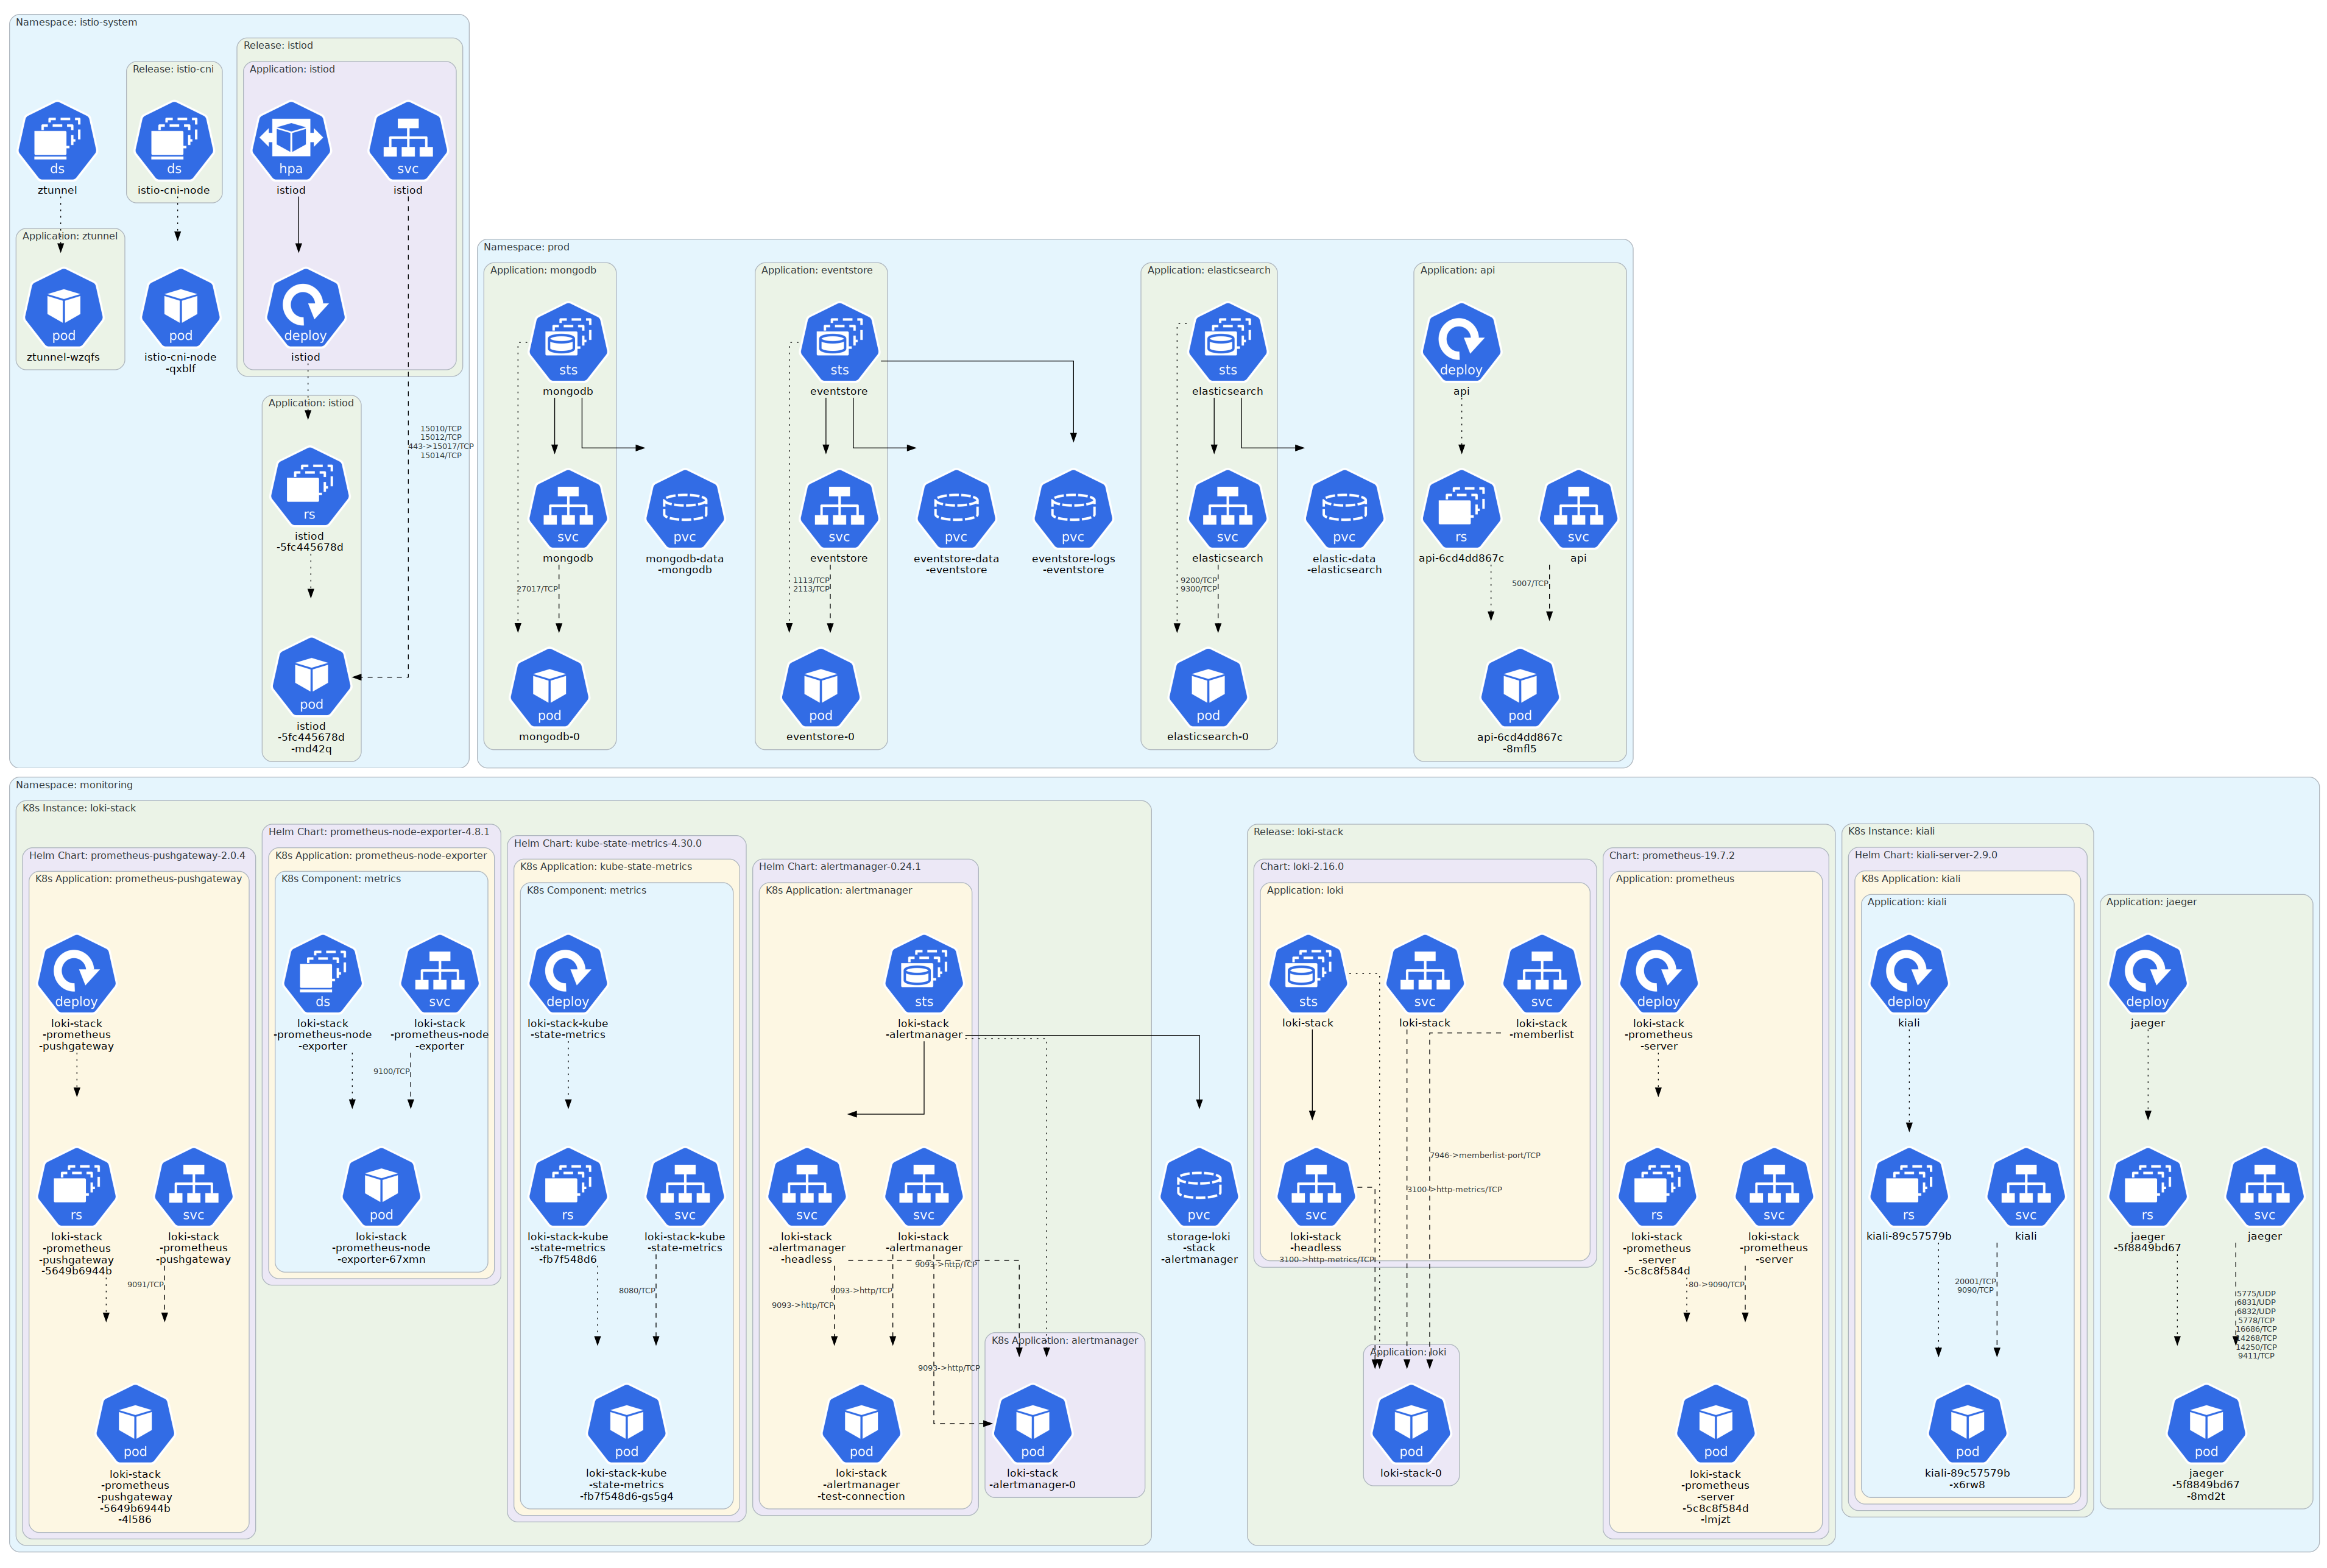 Namespace: istio-system
Release: istiod
Release: istio-cni
Application: istiod
ds
ztunnel
ds
istio-cni-node
hpa
istiod
svc
istiod
Application: ztunnel
pod
ztunnel-wzqfs
pod
istio-cni-node
-qxblf
deploy
istiod
Application: istiod
15010/TCP
15012/TCP
443->15017/TCP
15014/TCP
rs
istiod
-5fc445678d
pod
istiod
-5fc445678d
-md42q
Namespace: prod
Application: mongodb
sts
mongodb
svc
mongodb
pvc
mongodb-data
-mongodb
27017/TCP
pod
mongodb-0
Application: eventstore
sts
eventstore
svc
eventstore
pvc
eventstore-data
-eventstore
pvc
eventstore-logs
-eventstore
1113/TCP
2113/TCP
pod
eventstore-0
Application: elasticsearch
sts
elasticsearch
svc
elasticsearch
pvc
elastic-data
-elasticsearch
9200/TCP
9300/TCP
pod
elasticsearch-0
Application: api
deploy
api
rs
api-6cd4dd867c
svc
api
5007/TCP
pod
api-6cd4dd867c
-8mfl5
Namespace: monitoring
K8s Instance: loki-stack
Helm Chart: prometheus-pushgateway-2.0.4
K8s Application: prometheus-pushgateway
deploy
loki-stack
-prometheus
-pushgateway
rs
loki-stack
-prometheus
-pushgateway
-5649b6944b
svc
loki-stack
-prometheus
-pushgateway
9091/TCP
pod
loki-stack
-prometheus
-pushgateway
-5649b6944b
-4l586
Helm Chart: prometheus-node-exporter-4.8.1
K8s Application: prometheus-node-exporter
K8s Component: metrics
ds
loki-stack
-prometheus-node
-exporter
svc
loki-stack
-prometheus-node
-exporter
9100/TCP
pod
loki-stack
-prometheus-node
-exporter-67xmn
Helm Chart: kube-state-metrics-4.30.0
K8s Application: kube-state-metrics
K8s Component: metrics
deploy
loki-stack-kube
-state-metrics
rs
loki-stack-kube
-state-metrics
-fb7f548d6
svc
loki-stack-kube
-state-metrics
8080/TCP
pod
loki-stack-kube
-state-metrics
-fb7f548d6-gs5g4
Helm Chart: alertmanager-0.24.1
K8s Application: alertmanager
sts
loki-stack
-alertmanager
svc
loki-stack
-alertmanager
-headless
svc
loki-stack
-alertmanager
9093->http/TCP
9093->http/TCP
9093->http/TCP
9093->http/TCP
pod
loki-stack
-alertmanager
-test-connection
K8s Application: alertmanager
pod
loki-stack
-alertmanager-0
pvc
storage-loki
-stack
-alertmanager
Release: loki-stack
Chart: loki-2.16.0
Application: loki
sts
loki-stack
svc
loki-stack
svc
loki-stack
-memberlist
7946->memberlist-port/TCP
3100->http-metrics/TCP
svc
loki-stack
-headless
3100->http-metrics/TCP
Application: loki
pod
loki-stack-0
Chart: prometheus-19.7.2
Application: prometheus
deploy
loki-stack
-prometheus
-server
rs
loki-stack
-prometheus
-server
-5c8c8f584d
svc
loki-stack
-prometheus
-server
80->9090/TCP
pod
loki-stack
-prometheus
-server
-5c8c8f584d
-lmjzt
K8s Instance: kiali
Helm Chart: kiali-server-2.9.0
K8s Application: kiali
Application: kiali
deploy
kiali
rs
kiali-89c57579b
svc
kiali
20001/TCP
9090/TCP
pod
kiali-89c57579b
-x6rw8
Application: jaeger
deploy
jaeger
rs
jaeger
-5f8849bd67
svc
jaeger
5775/UDP
6831/UDP
6832/UDP
5778/TCP
16686/TCP
14268/TCP
14250/TCP
9411/TCP
pod
jaeger
-5f8849bd67
-8md2t